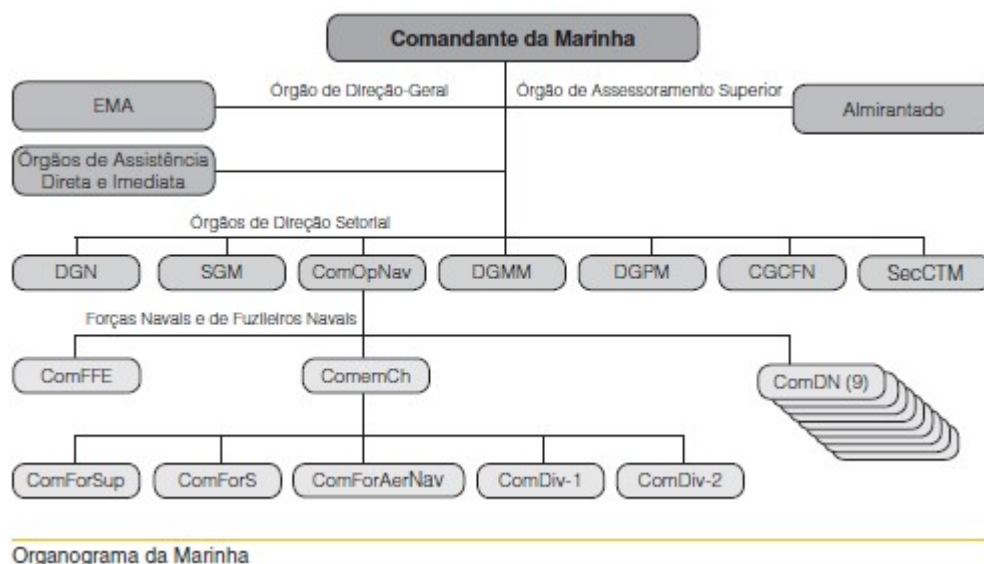 Comandante da Marinha
Órgão de Direção-Geral
Órgão de Assessoramento Superior
EMA
Almirantado
Órgãos de Assistência
Direta e Imediata
Órgãos de Direção Setorial
DGN
SGM
ComOpNav
DGMM
DGPM
CGCFN
SecCTM
Forças Navais e de Fuzileiros Navais
ComFFE
ComemCh
ComDN (9)
ComForSup
ComForS
ComForAerNav
ComDiv-1
ComDiv-2
Organograma da Marinha